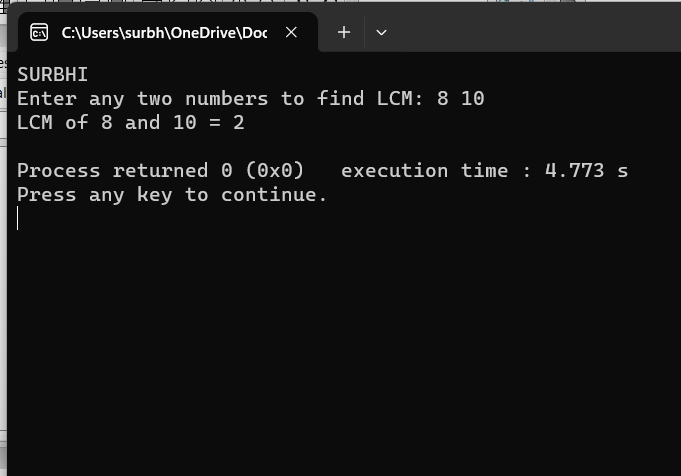 C:\Users\surbh\OneDrive\Doc
SURBHI
Enter any two numbers to find LCM: 8 10
LCM of 8 and 10 = 2
Process returned 0 (0x0)   execution time : 4.773 s
Press any key to continue.